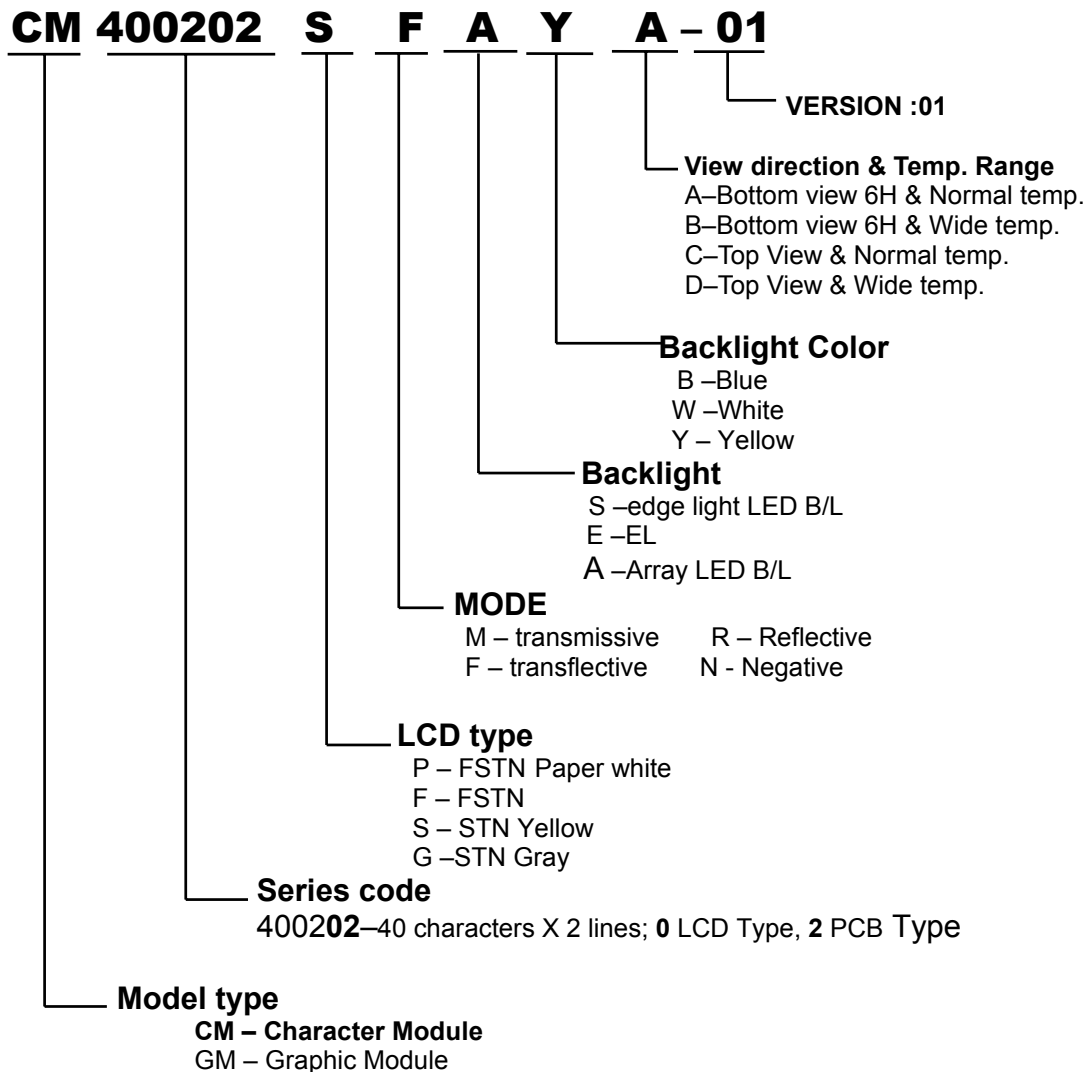 CM 400202 S F A Y A – 01
VERSION :01
View direction & Temp. Range
A–Bottom view 6H & Normal temp.
B–Bottom view 6H & Wide temp.
C–Top View & Normal temp.
D–Top View & Wide temp.
Backlight Color
B –Blue
W –White
Y – Yellow
Backlight
S –edge light LED B/L
E –EL
A –Array LED B/L
MODE
M – transmissive R – Reflective
F – transflective N - Negative
LCD type
P – FSTN Paper white
F – FSTN
S – STN Yellow
G –STN Gray
Series code
400202–40 characters X 2 lines; 0 LCD Type, 2 PCB Type
Model type
CM – Character Module
GM – Graphic Module